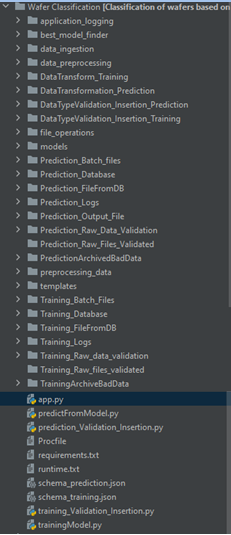 Wafer Classification [Classification of wafers based on
application_logging
best_model_finder
data_ingestion
data_preprocessing
DataTransform_Training
DataTransformation_Prediction
DataTypeValidation_Insertion_Prediction
DataTypeValidation_Insertion_Training
file_operations
models
Prediction_Batch_files
Prediction_Database
Prediction_FileFromDB
Prediction_Logs
Prediction_Output_File
Prediction_Raw_Data_Validation
Prediction_Raw_Files_Validated
PredictionArchivedBadData
preprocessing_data
templates
Training_Batch_Files
Training_Database
Training_FileFromDB
Training_Logs
Training_Raw_data_validation
Training_Raw_files_validated
TrainingArchiveBadData
app.py
predictFromModel.py
prediction_Validation_Insertion.py
Procfile
requirements.txt
runtime.txt
schema_prediction.json
schema_training.json
training_Validation_Insertion.py
trainingModel.py